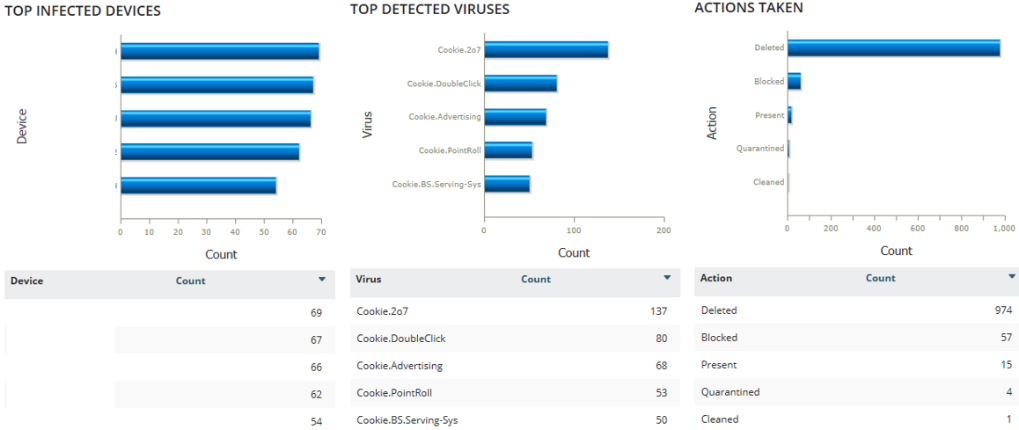 TOP INFECTED DEVICES
Device
0 10 20 30 40 50 60 70
Count
Device Count
69
67
66
62
54
TOP DETECTED VIRUSES
Virus
Cookie.2o7
Cookie.DoubleClick
Cookie.Advertising
Cookie.PointRoll
Cookie.BS.Serving-Sys
0 100 200
Count
Virus Count
Cookie.2o7 137
Cookie.DoubleClick 80
Cookie.Advertising 68
Cookie.PointRoll 53
Cookie.BS.Serving-Sys 50
ACTIONS TAKEN
Action
Deleted
Blocked
Present
Quarantined
Cleaned
0 200 400 600 800 1,000
Count
Action Count
Deleted 974
Blocked 57
Present 15
Quarantined 4
Cleaned 1